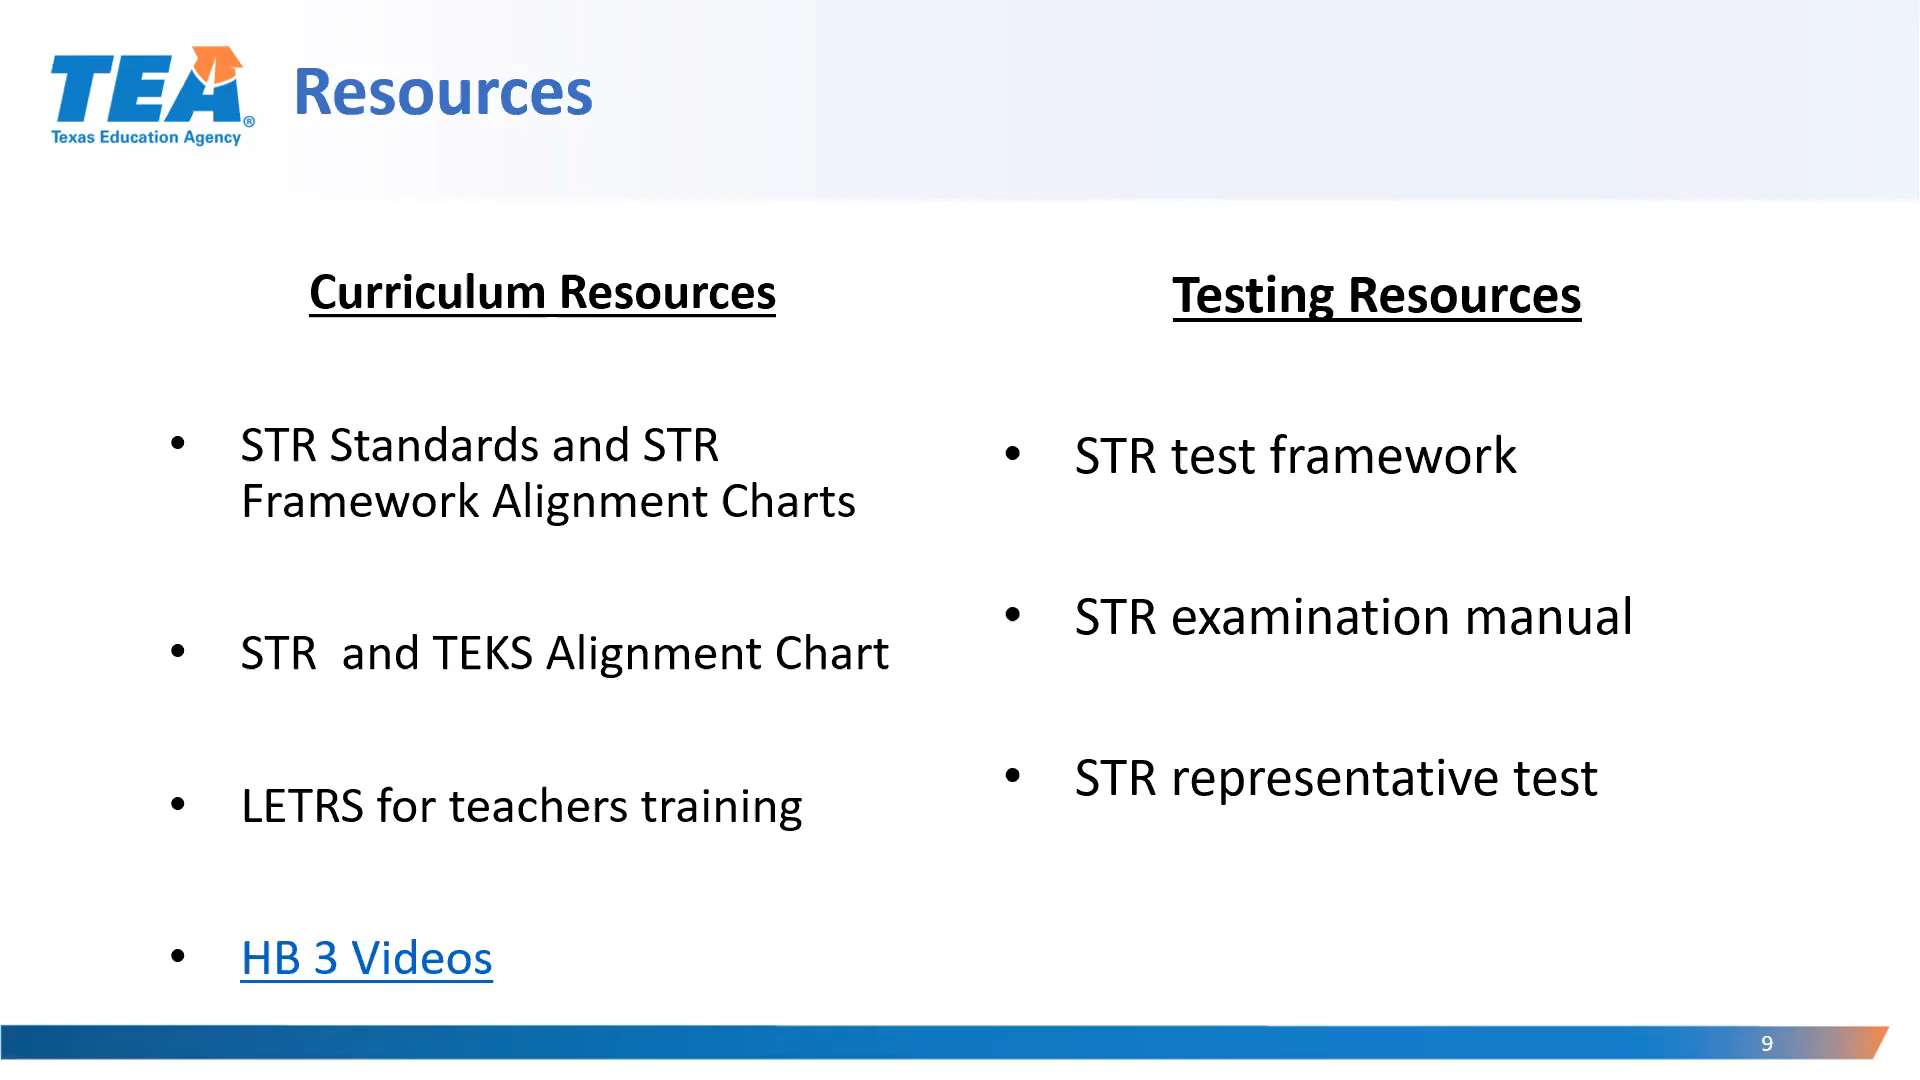 TEA®
Texas Education Agency
Resources
Curriculum Resources
• STR Standards and STR
Framework Alignment Charts
• STR  and TEKS Alignment Chart
• LETRS for teachers training
• HB 3 Videos
Testing Resources
• STR test framework
• STR examination manual
• STR representative test
9